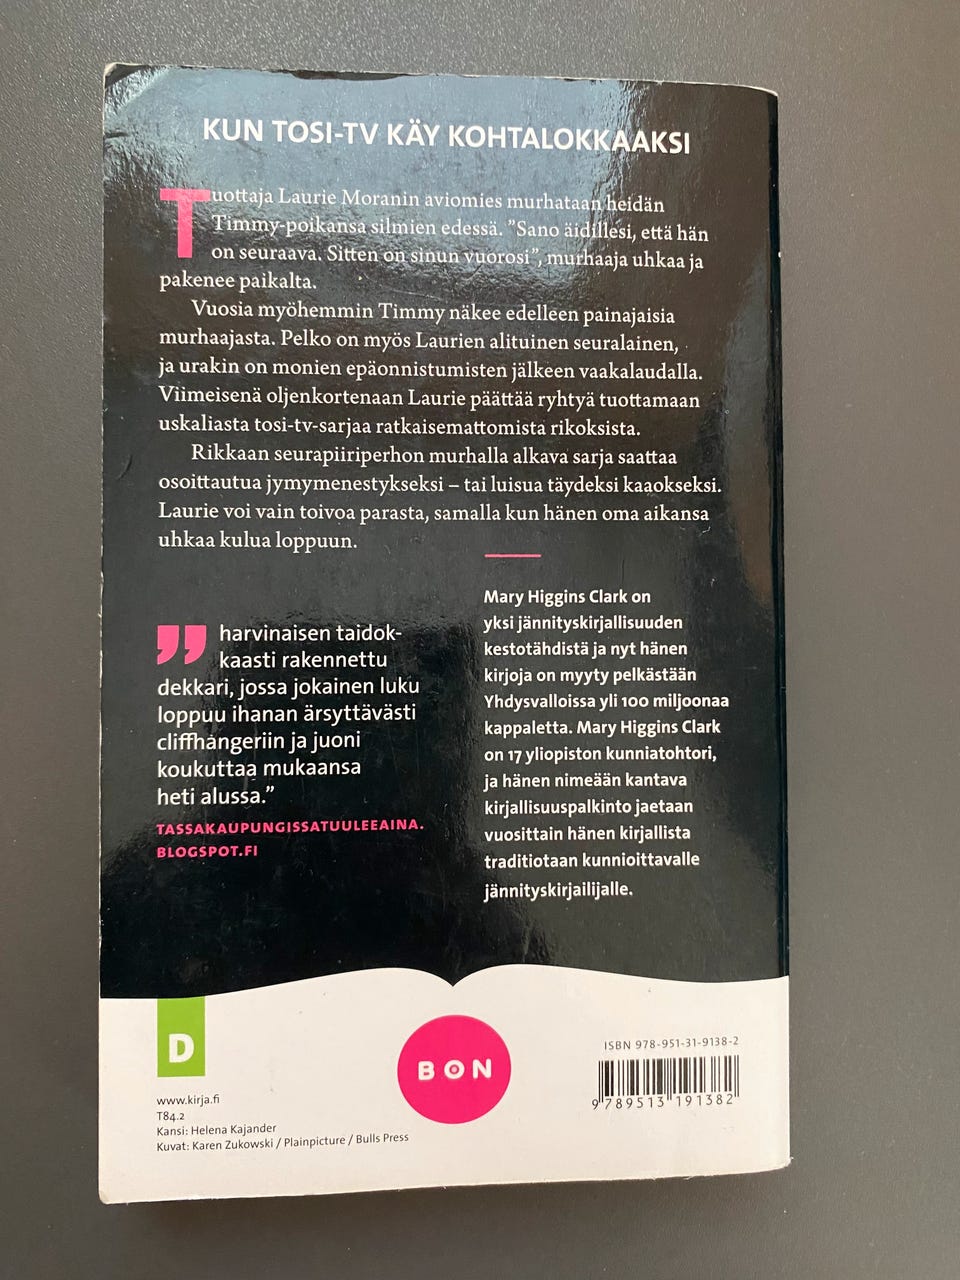 KUN TOSI-TV KÄY KOHTALOKKAAKSI
Tuottaja Laurie Moranin aviomies murhataan heidän
Timmy-poikansa silmien edessä. ”Sano äidillesi, että hän
on seuraava. Sitten on sinun vuorosi”, murhaaja uhkaa ja
pakenee paikalta.
Vuosia myöhemmin Timmy näkee edelleen painajaisia
murhaajasta. Pelko on myös Laurien alituinen seuralainen,
ja urakin on monien epäonnistumisten jälkeen vaakalaudalla.
Viimeisenä oljenkortenaan Laurie päättää ryhtyä tuottamaan
uskaliasta tosi-tv-sarjaa ratkaisemattomista rikoksista.
Rikkaan seurapiiriperhon murhalla alkava sarja saattaa
osoittautua jymymenestykseksi – tai luisua täydeksi kaaokseksi.
Laurie voi vain toivoa parasta, samalla kun hänen oma aikansa
uhkaa kulua loppuun.
”harvinaisen taidok-
kaasti rakennettu
dekkari, jossa jokainen luku
loppuu ihanan ärsyttävästi
cliffhangeriin ja juoni
koukuttaa mukaansa
heti alussa.”
TASSAKAUPUNGISSATUULEEAINA.
BLOGSPOT.FI
Mary Higgins Clark on
yksi jännityskirjallisuuden
kestotähdistä ja nyt hänen
kirjoja on myyty pelkästään
Yhdysvalloissa yli 100 miljoonaa
kappaletta. Mary Higgins Clark
on 17 yliopiston kunniatohtori,
ja hänen nimeään kantava
kirjallisuuspalkinto jaetaan
vuosittain hänen kirjallista
traditiotaan kunnioittavalle
jännityskirjailijalle.
D
www.kirja.fi
T84.2
Kansi: Helena Kajander
Kuvat: Karen Zukowski / Plainpicture / Bulls Press
BON
ISBN 978-951-31-9138-2
9 789513 191382